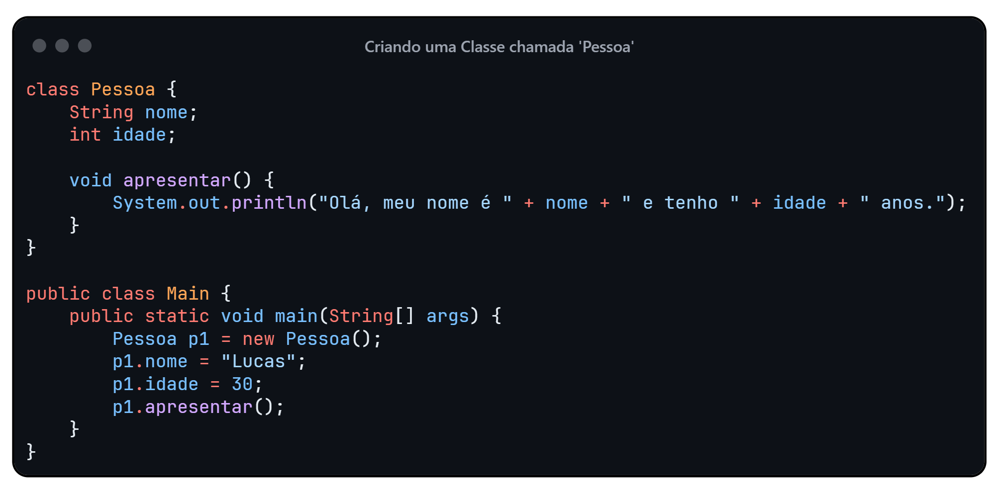 Criando uma Classe chamada 'Pessoa'
class Pessoa {
    String nome;
    int idade;

    void apresentar() {
        System.out.println("Olá, meu nome é " + nome + " e tenho " + idade + " anos.");
    }
}

public class Main {
    public static void main(String[] args) {
        Pessoa p1 = new Pessoa();
        p1.nome = "Lucas";
        p1.idade = 30;
        p1.apresentar();
    }
}